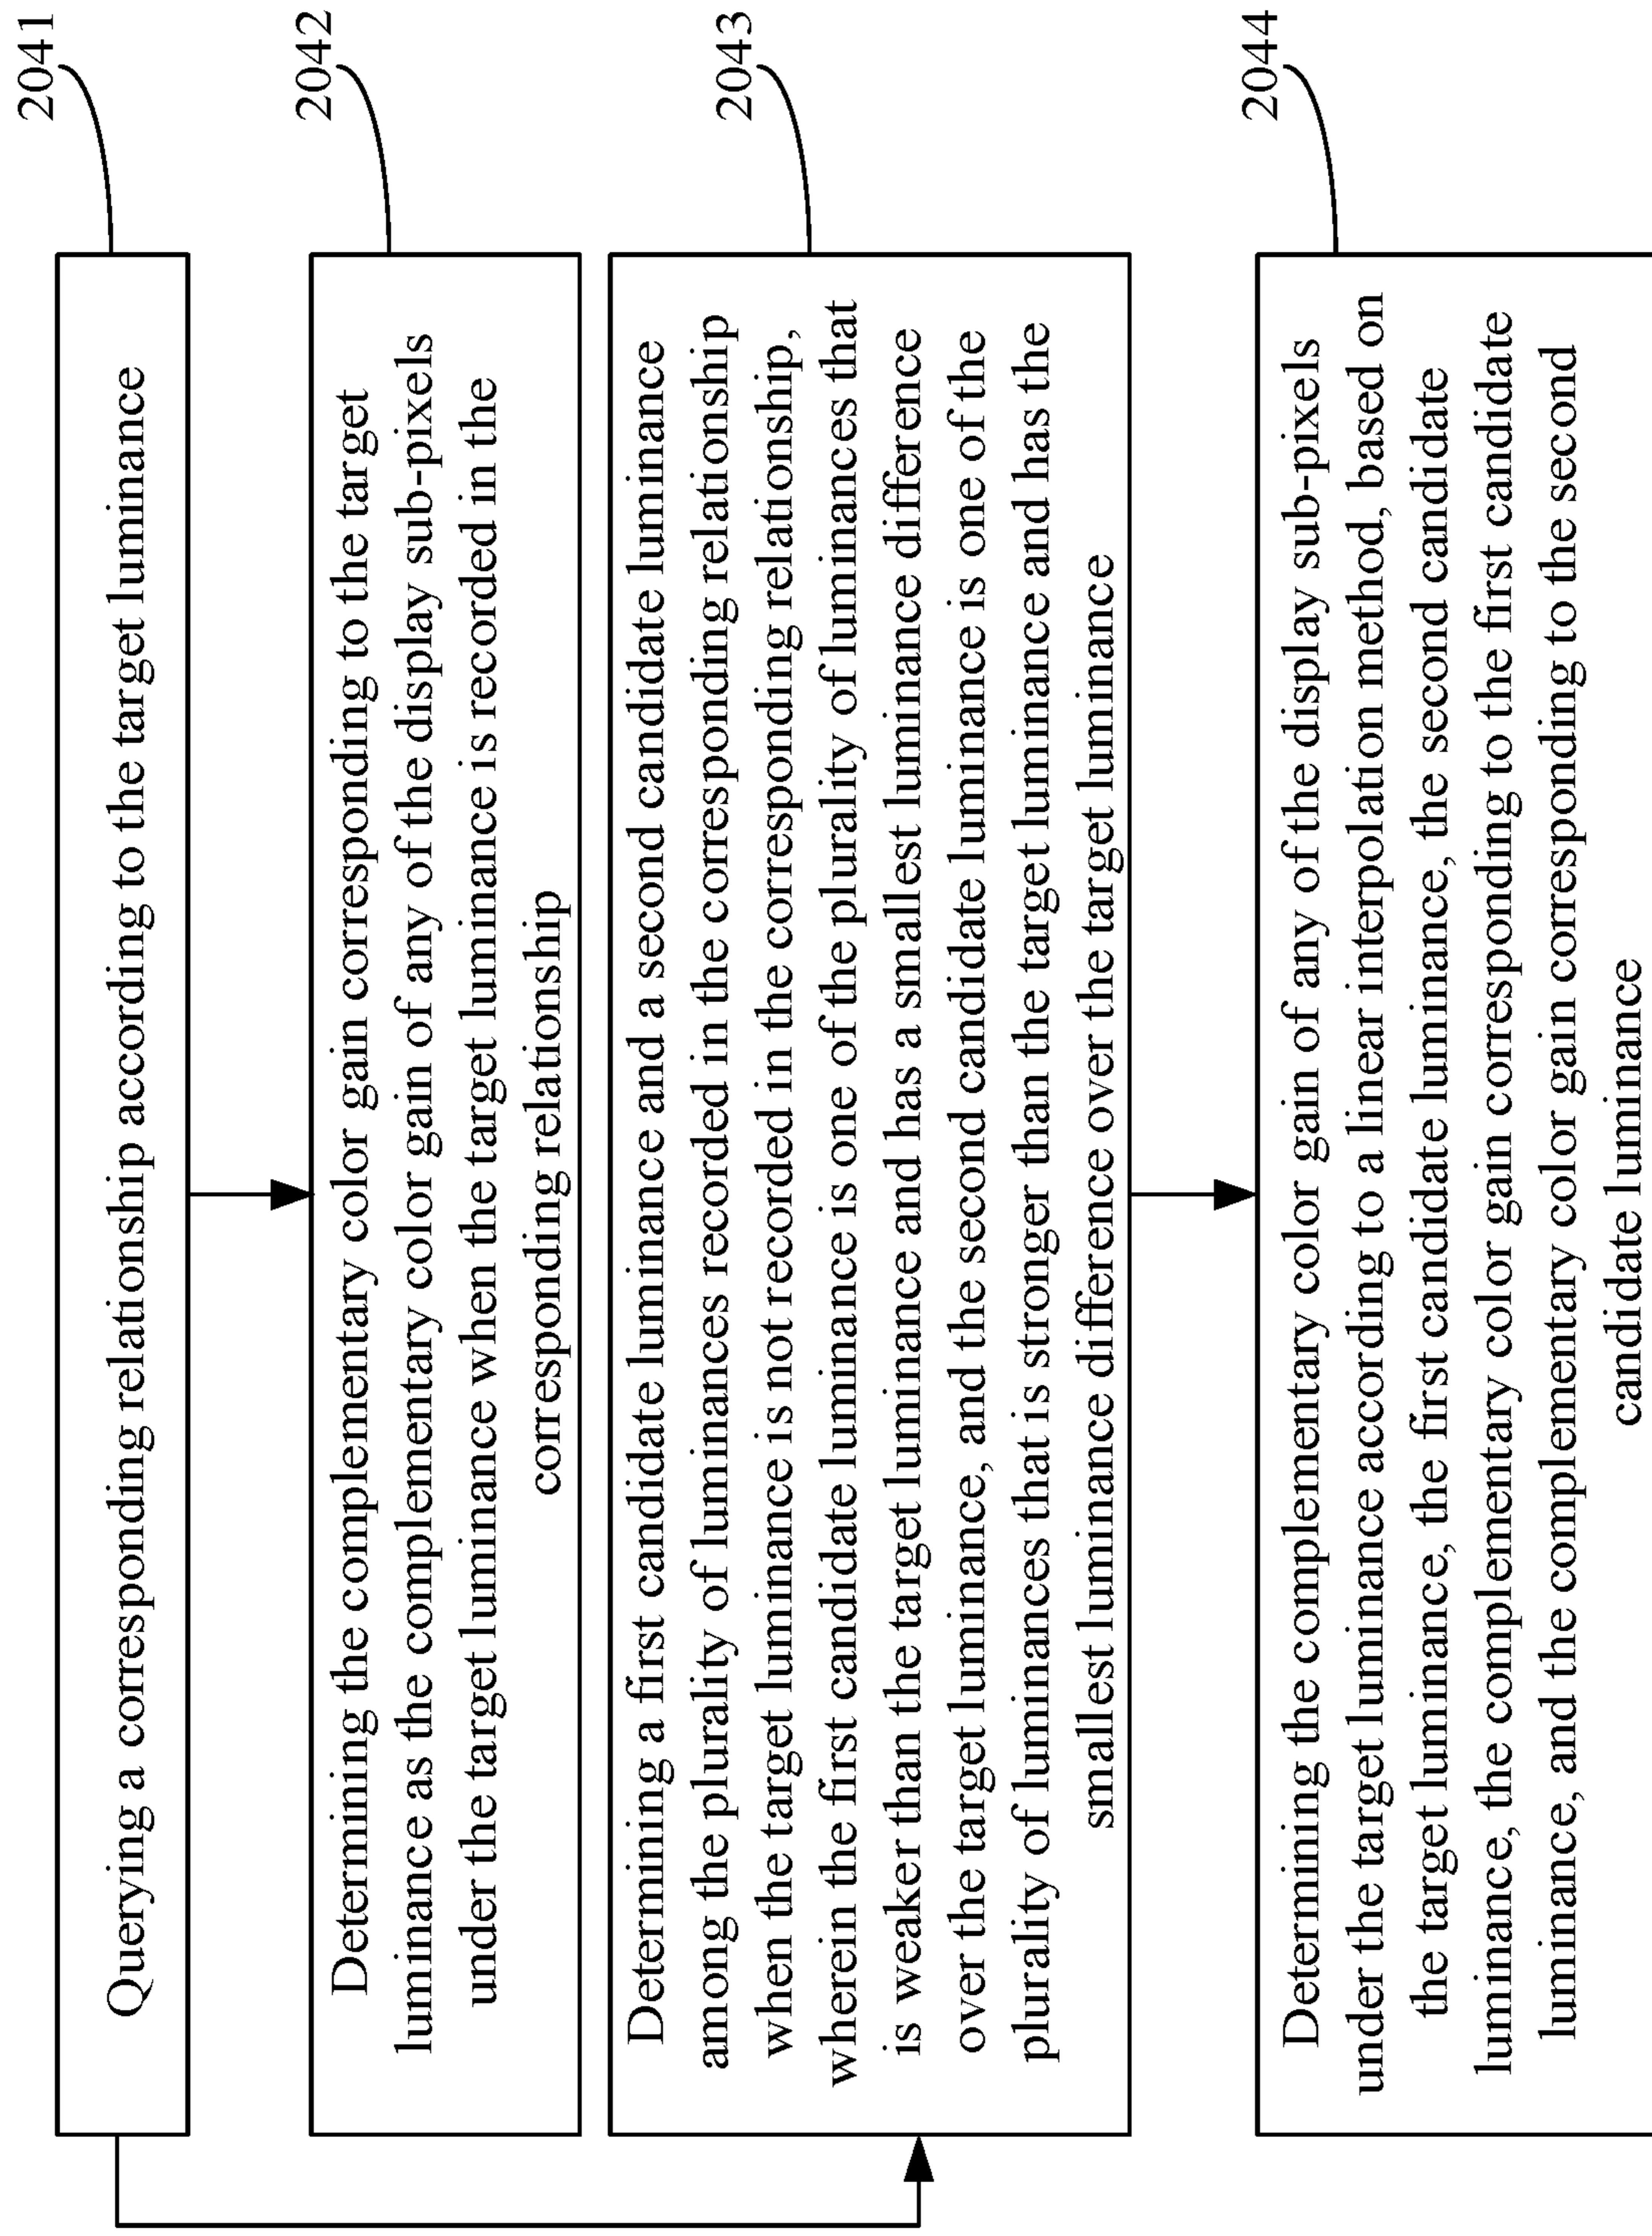 2041
Querying a corresponding relationship according to the target luminance
2042
Determining the complementary color gain corresponding to the target
luminance as the complementary color gain of any of the display sub-pixels
under the target luminance when the target luminance is recorded in the
corresponding relationship
2043
Determining a first candidate luminance and a second candidate luminance
among the plurality of luminances recorded in the corresponding relationship
when the target luminance is not recorded in the corresponding relationship,
wherein the first candidate luminance is one of the plurality of luminances that
is weaker than the target luminance and has a smallest luminance difference
over the target luminance, and the second candidate luminance is one of the
plurality of luminances that is stronger than the target luminance and has the
smallest luminance difference over the target luminance
2044
Determining the complementary color gain of any of the display sub-pixels
under the target luminance according to a linear interpolation method, based on
the target luminance, the first candidate luminance, the second candidate
luminance, the complementary color gain corresponding to the first candidate
luminance, and the complementary color gain corresponding to the second
candidate luminance